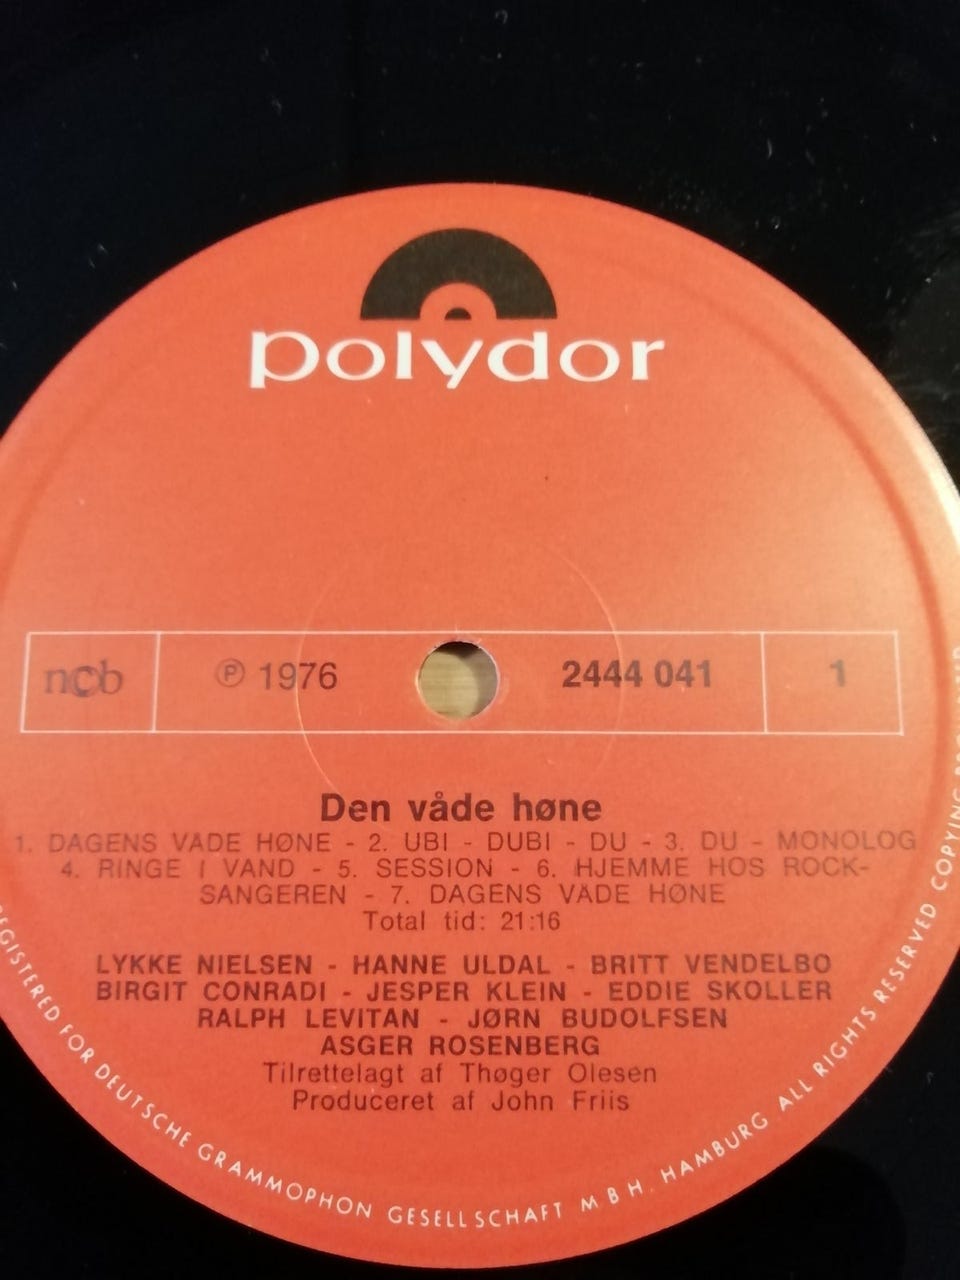 polydor
ncb ℗ 1976 2444 041 1
Den våde høne
1. DAGENS VADE HØNE - 2. UBI - DUBI - DU - 3. DU - MONOLOG
4. RINGE I VAND - 5. SESSION - 6. HJEMME HOS ROCK-
SANGEREN - 7. DAGENS VADE HØNE
Total tid: 21:16
LYKKE NIELSEN - HANNE ULDAL - BRITT VENDELBO
BIRGIT CONRADI - JESPER KLEIN - EDDIE SKOLLER
RALPH LEVITAN - JØRN BUDOLFSEN
ASGER ROSENBERG
Tilrettelagt af Thøger Olesen
Produceret af John Friis
REGISTERED FOR DEUTSCHE GRAMMOPHON GESELLSCHAFT M B H. HAMBURG ALL RIGHTS RESERVED COPYING